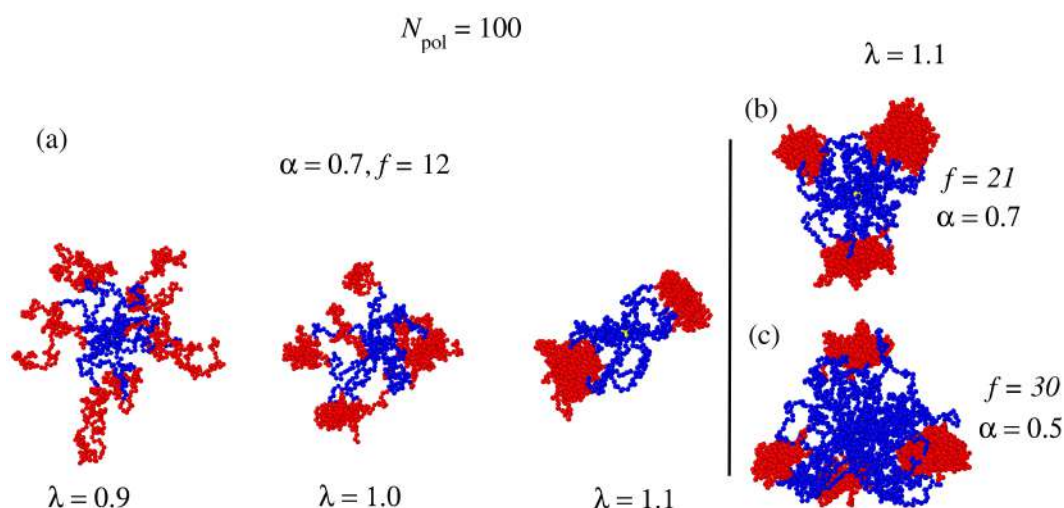 N_pol = 100
(a)
α = 0.7, f = 12
λ = 0.9
λ = 1.0
λ = 1.1
λ = 1.1
(b)
f = 21
α = 0.7
(c)
f = 30
α = 0.5